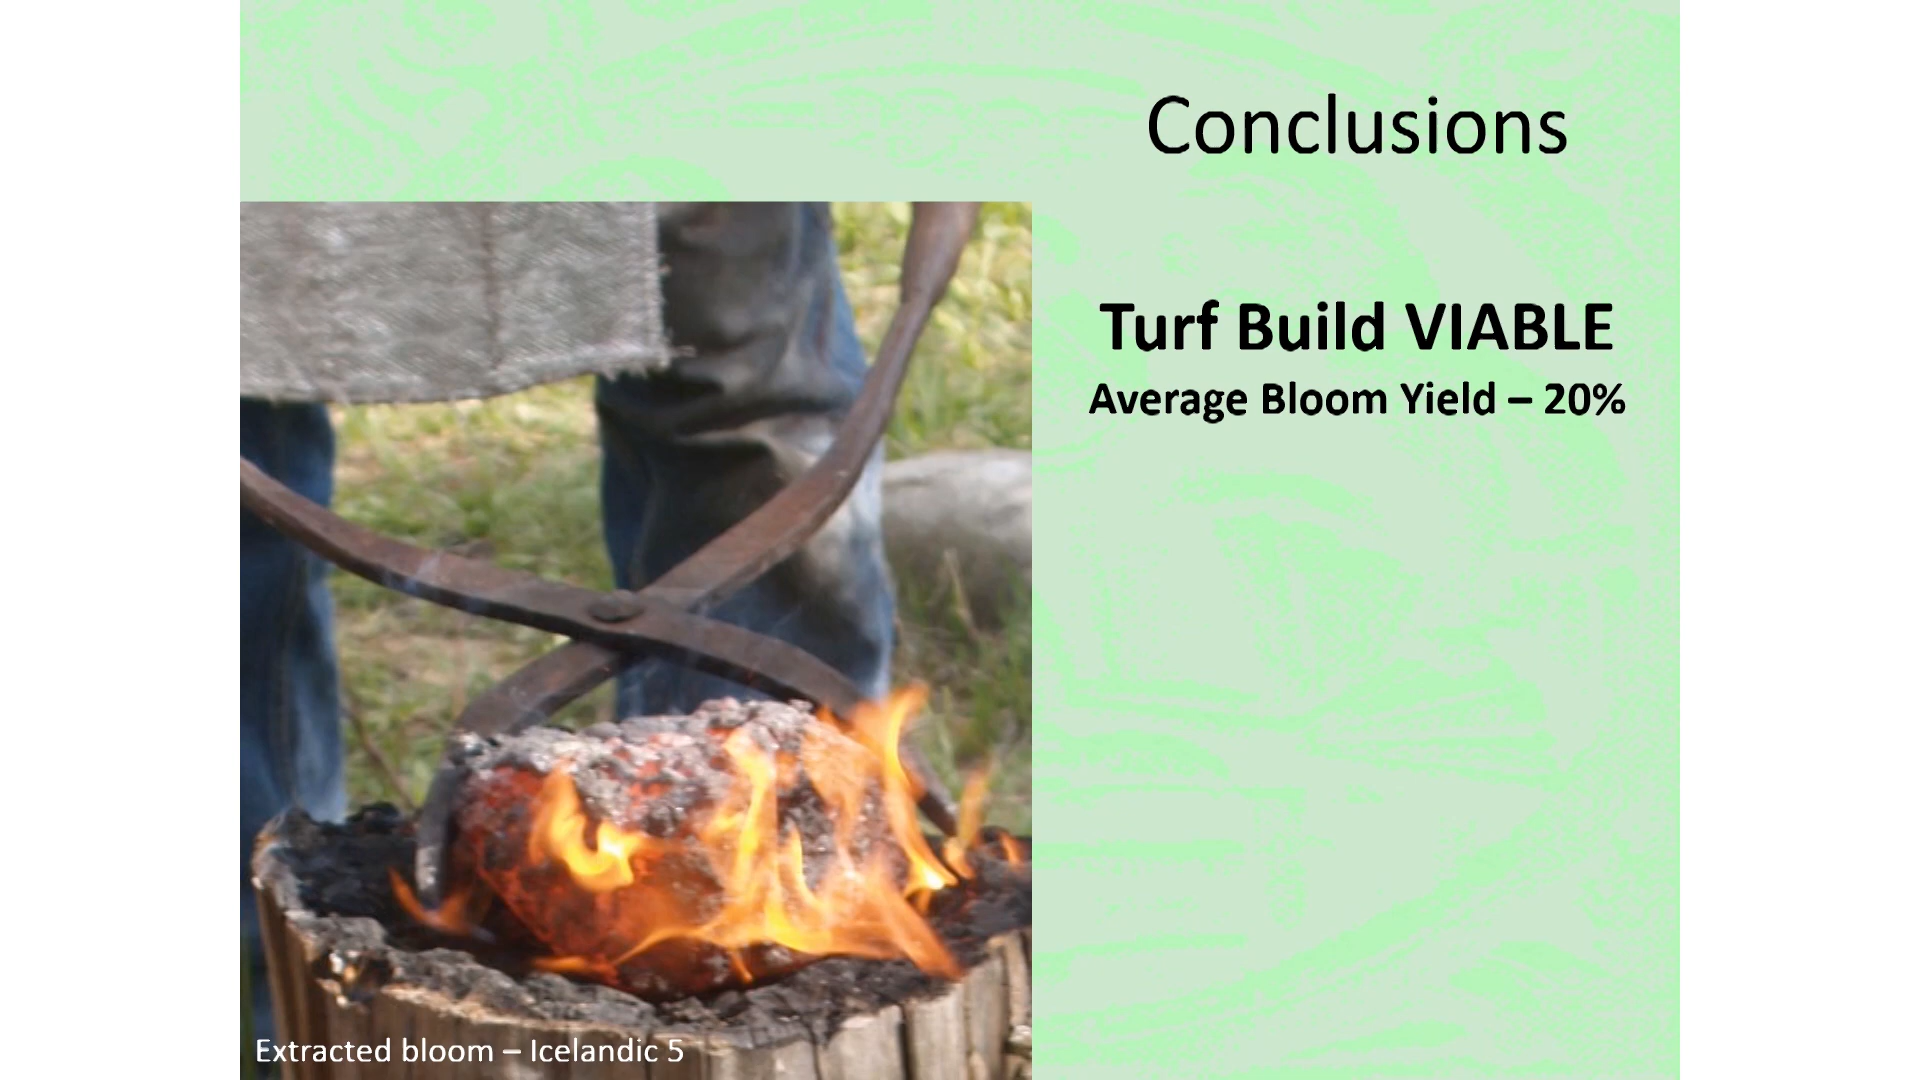 Conclusions
Turf Build VIABLE
Average Bloom Yield – 20%
Extracted bloom – Icelandic 5